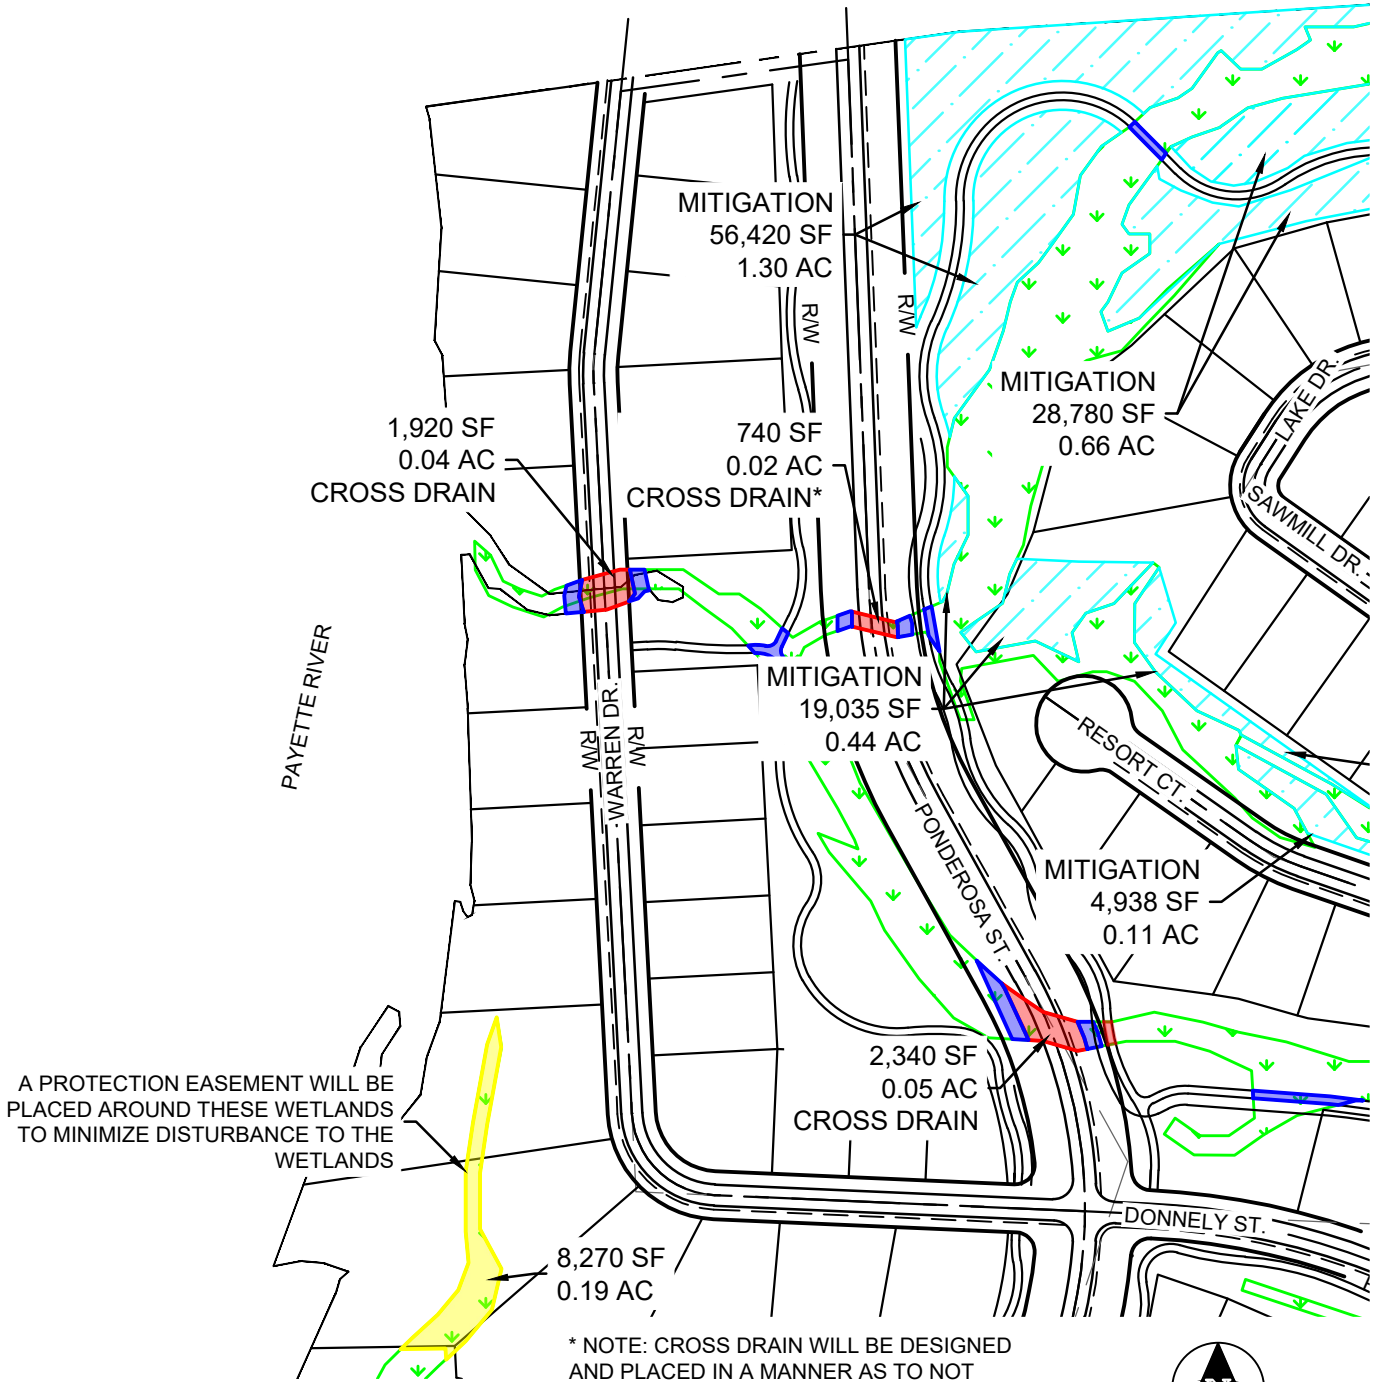 MITIGATION
56,420 SF
1.30 AC
R/W
R/W
MITIGATION
28,780 SF
0.66 AC
LAKE DR.
SAWMILL DR.
1,920 SF
0.04 AC
CROSS DRAIN
740 SF
0.02 AC
CROSS DRAIN*
PAYETTE RIVER
WARREN DR.
R/W
R/W
MITIGATION
19,035 SF
0.44 AC
RESORT CT.
PONDEROSA ST.
MITIGATION
4,938 SF
0.11 AC
2,340 SF
0.05 AC
CROSS DRAIN
A PROTECTION EASEMENT WILL BE
PLACED AROUND THESE WETLANDS
TO MINIMIZE DISTURBANCE TO THE
WETLANDS
DONNELY ST.
8,270 SF
0.19 AC
* NOTE: CROSS DRAIN WILL BE DESIGNED
AND PLACED IN A MANNER AS TO NOT